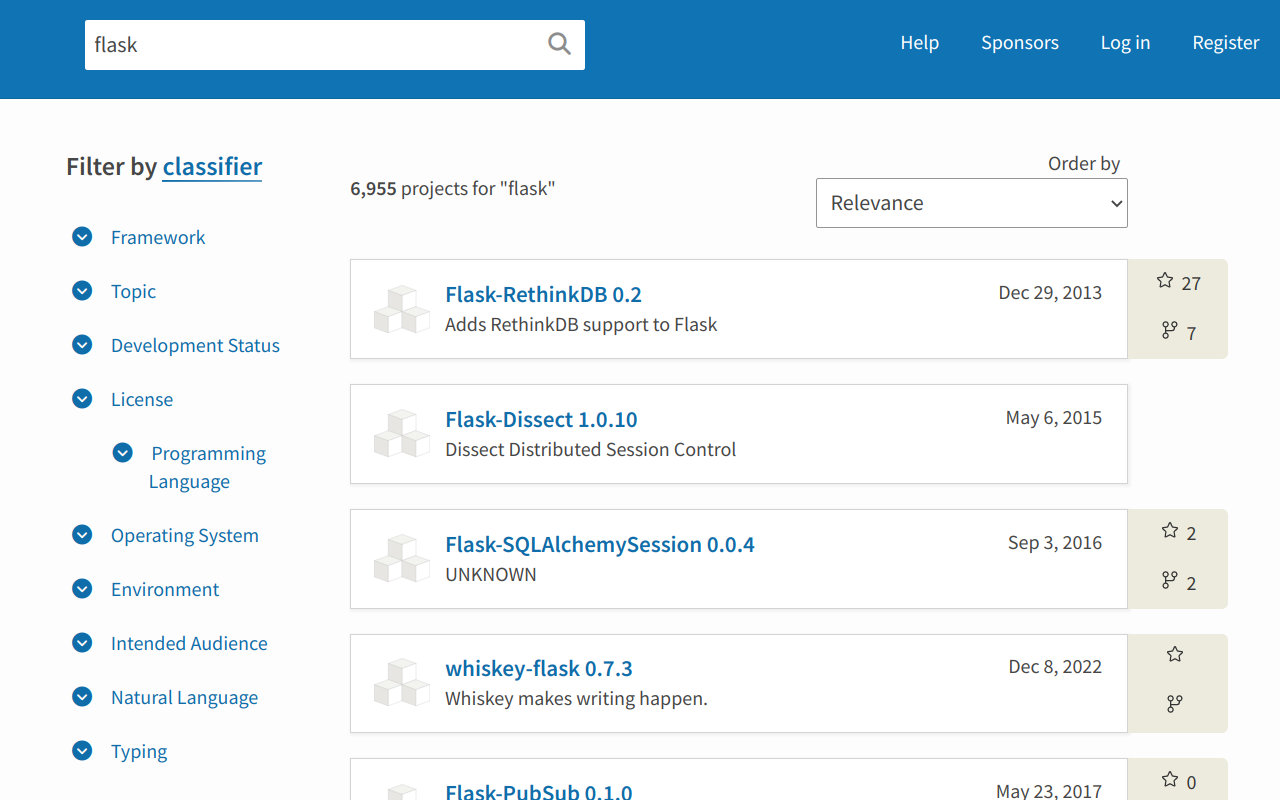 flask
Help
Sponsors
Log in
Register
Filter by classifier
Framework
Topic
Development Status
License
Programming
Language
Operating System
Environment
Intended Audience
Natural Language
Typing
6,955 projects for "flask"
Order by
Relevance
Flask-RethinkDB 0.2
Dec 29, 2013
Adds RethinkDB support to Flask
27
7
Flask-Dissect 1.0.10
May 6, 2015
Dissect Distributed Session Control
Flask-SQLAlchemySession 0.0.4
Sep 3, 2016
UNKNOWN
2
2
whiskey-flask 0.7.3
Dec 8, 2022
Whiskey makes writing happen.
Flask-PubSub 0.1.0
May 23, 2017
0